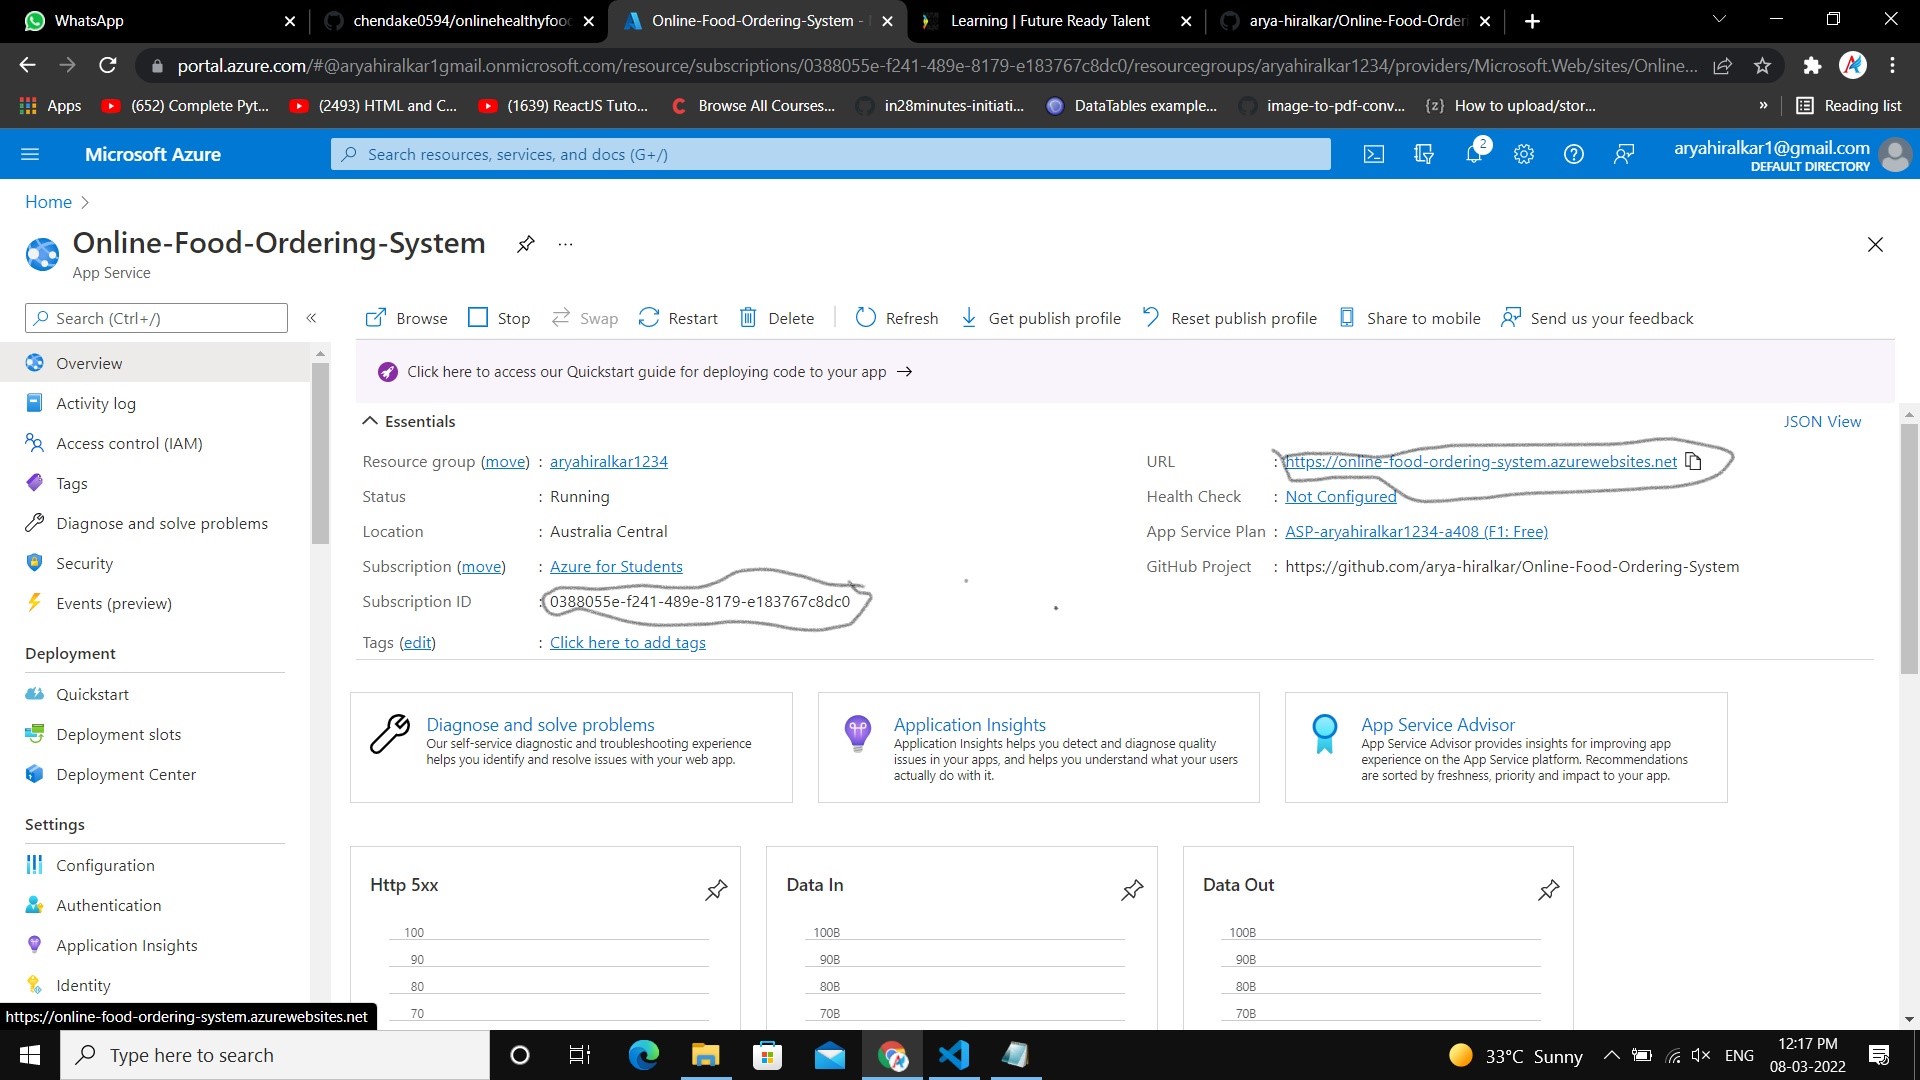 WhatsApp
chendake0594/onlinehealthyfood
Online-Food-Ordering-System -
Learning | Future Ready Talent
arya-hiralkar/Online-Food-Orderi
portal.azure.com/#@aryahiralkar1gmail.onmicrosoft.com/resource/subscriptions/0388055e-f241-489e-8179-e183767c8dc0/resourcegroups/aryahiralkar1234/providers/Microsoft.Web/sites/Online...
Apps
(652) Complete Pyt...
(2493) HTML and C...
(1639) ReactJS Tuto...
Browse All Courses...
in28minutes-initiati...
DataTables example...
image-to-pdf-conv...
{z} How to upload/stor...
»
Reading list
Microsoft Azure
Search resources, services, and docs (G+/)
2
aryahiralkar1@gmail.com
DEFAULT DIRECTORY
Home >
Online-Food-Ordering-System
...
App Service
Search (Ctrl+/)
«
Browse
Stop
Swap
Restart
Delete
Refresh
Get publish profile
Reset publish profile
Share to mobile
Send us your feedback
Overview
Activity log
Access control (IAM)
Tags
Diagnose and solve problems
Security
Events (preview)
Deployment
Quickstart
Deployment slots
Deployment Center
Settings
Configuration
Authentication
Application Insights
Identity
Click here to access our Quickstart guide for deploying code to your app →
Essentials
JSON View
Resource group (move) : aryahiralkar1234
Status : Running
Location : Australia Central
Subscription (move) : Azure for Students
Subscription ID : 0388055e-f241-489e-8179-e183767c8dc0
Tags (edit) : Click here to add tags
URL : https://online-food-ordering-system.azurewebsites.net
Health Check : Not Configured
App Service Plan : ASP-aryahiralkar1234-a408 (F1: Free)
GitHub Project : https://github.com/arya-hiralkar/Online-Food-Ordering-System
Diagnose and solve problems
Our self-service diagnostic and troubleshooting experience
helps you identify and resolve issues with your web app.
Application Insights
Application Insights helps you detect and diagnose quality
issues in your apps, and helps you understand what your users
actually do with it.
App Service Advisor
App Service Advisor provides insights for improving app
experience on the App Service platform. Recommendations
are sorted by freshness, priority and impact to your app.
Http 5xx
100
90
80
70
Data In
100B
90B
80B
70B
Data Out
100B
90B
80B
70B
https://online-food-ordering-system.azurewebsites.net
Type here to search
33°C Sunny
ENG
12:17 PM
08-03-2022